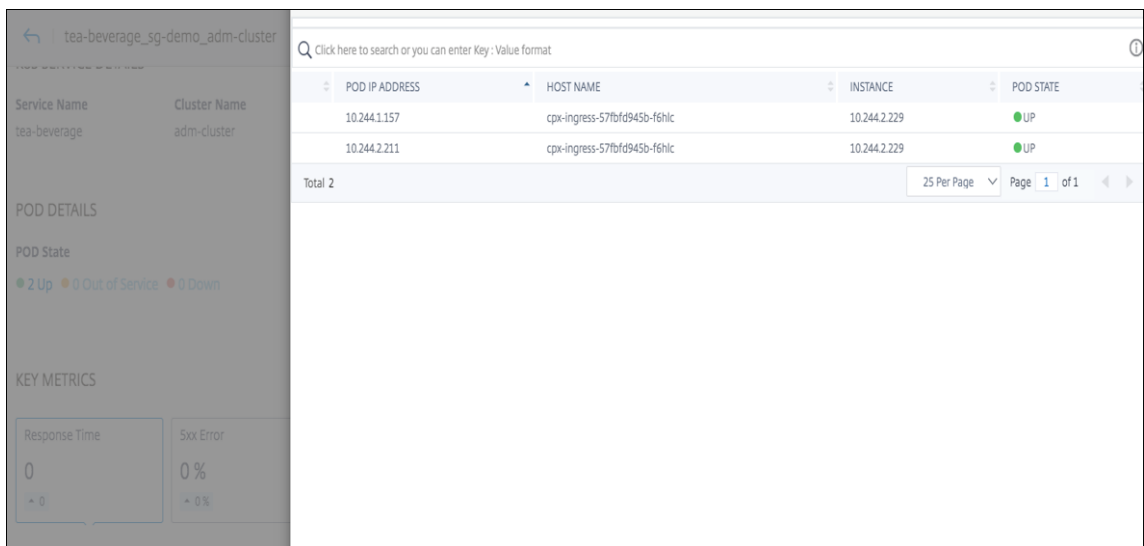 tea-beverage_sg-demo_adm-cluster
Service Name Cluster Name
tea-beverage adm-cluster
POD DETAILS
POD State
2 Up 0 Out of Service 0 Down
KEY METRICS
Response Time 5xx Error
0 0 %
0 0 %
Click here to search or you can enter Key : Value format
POD IP ADDRESS HOST NAME INSTANCE POD STATE
10.244.1.157 cpx-ingress-57fbfd945b-f6hlc 10.244.2.229 UP
10.244.2.211 cpx-ingress-57fbfd945b-f6hlc 10.244.2.229 UP
Total 2 25 Per Page Page 1 of 1